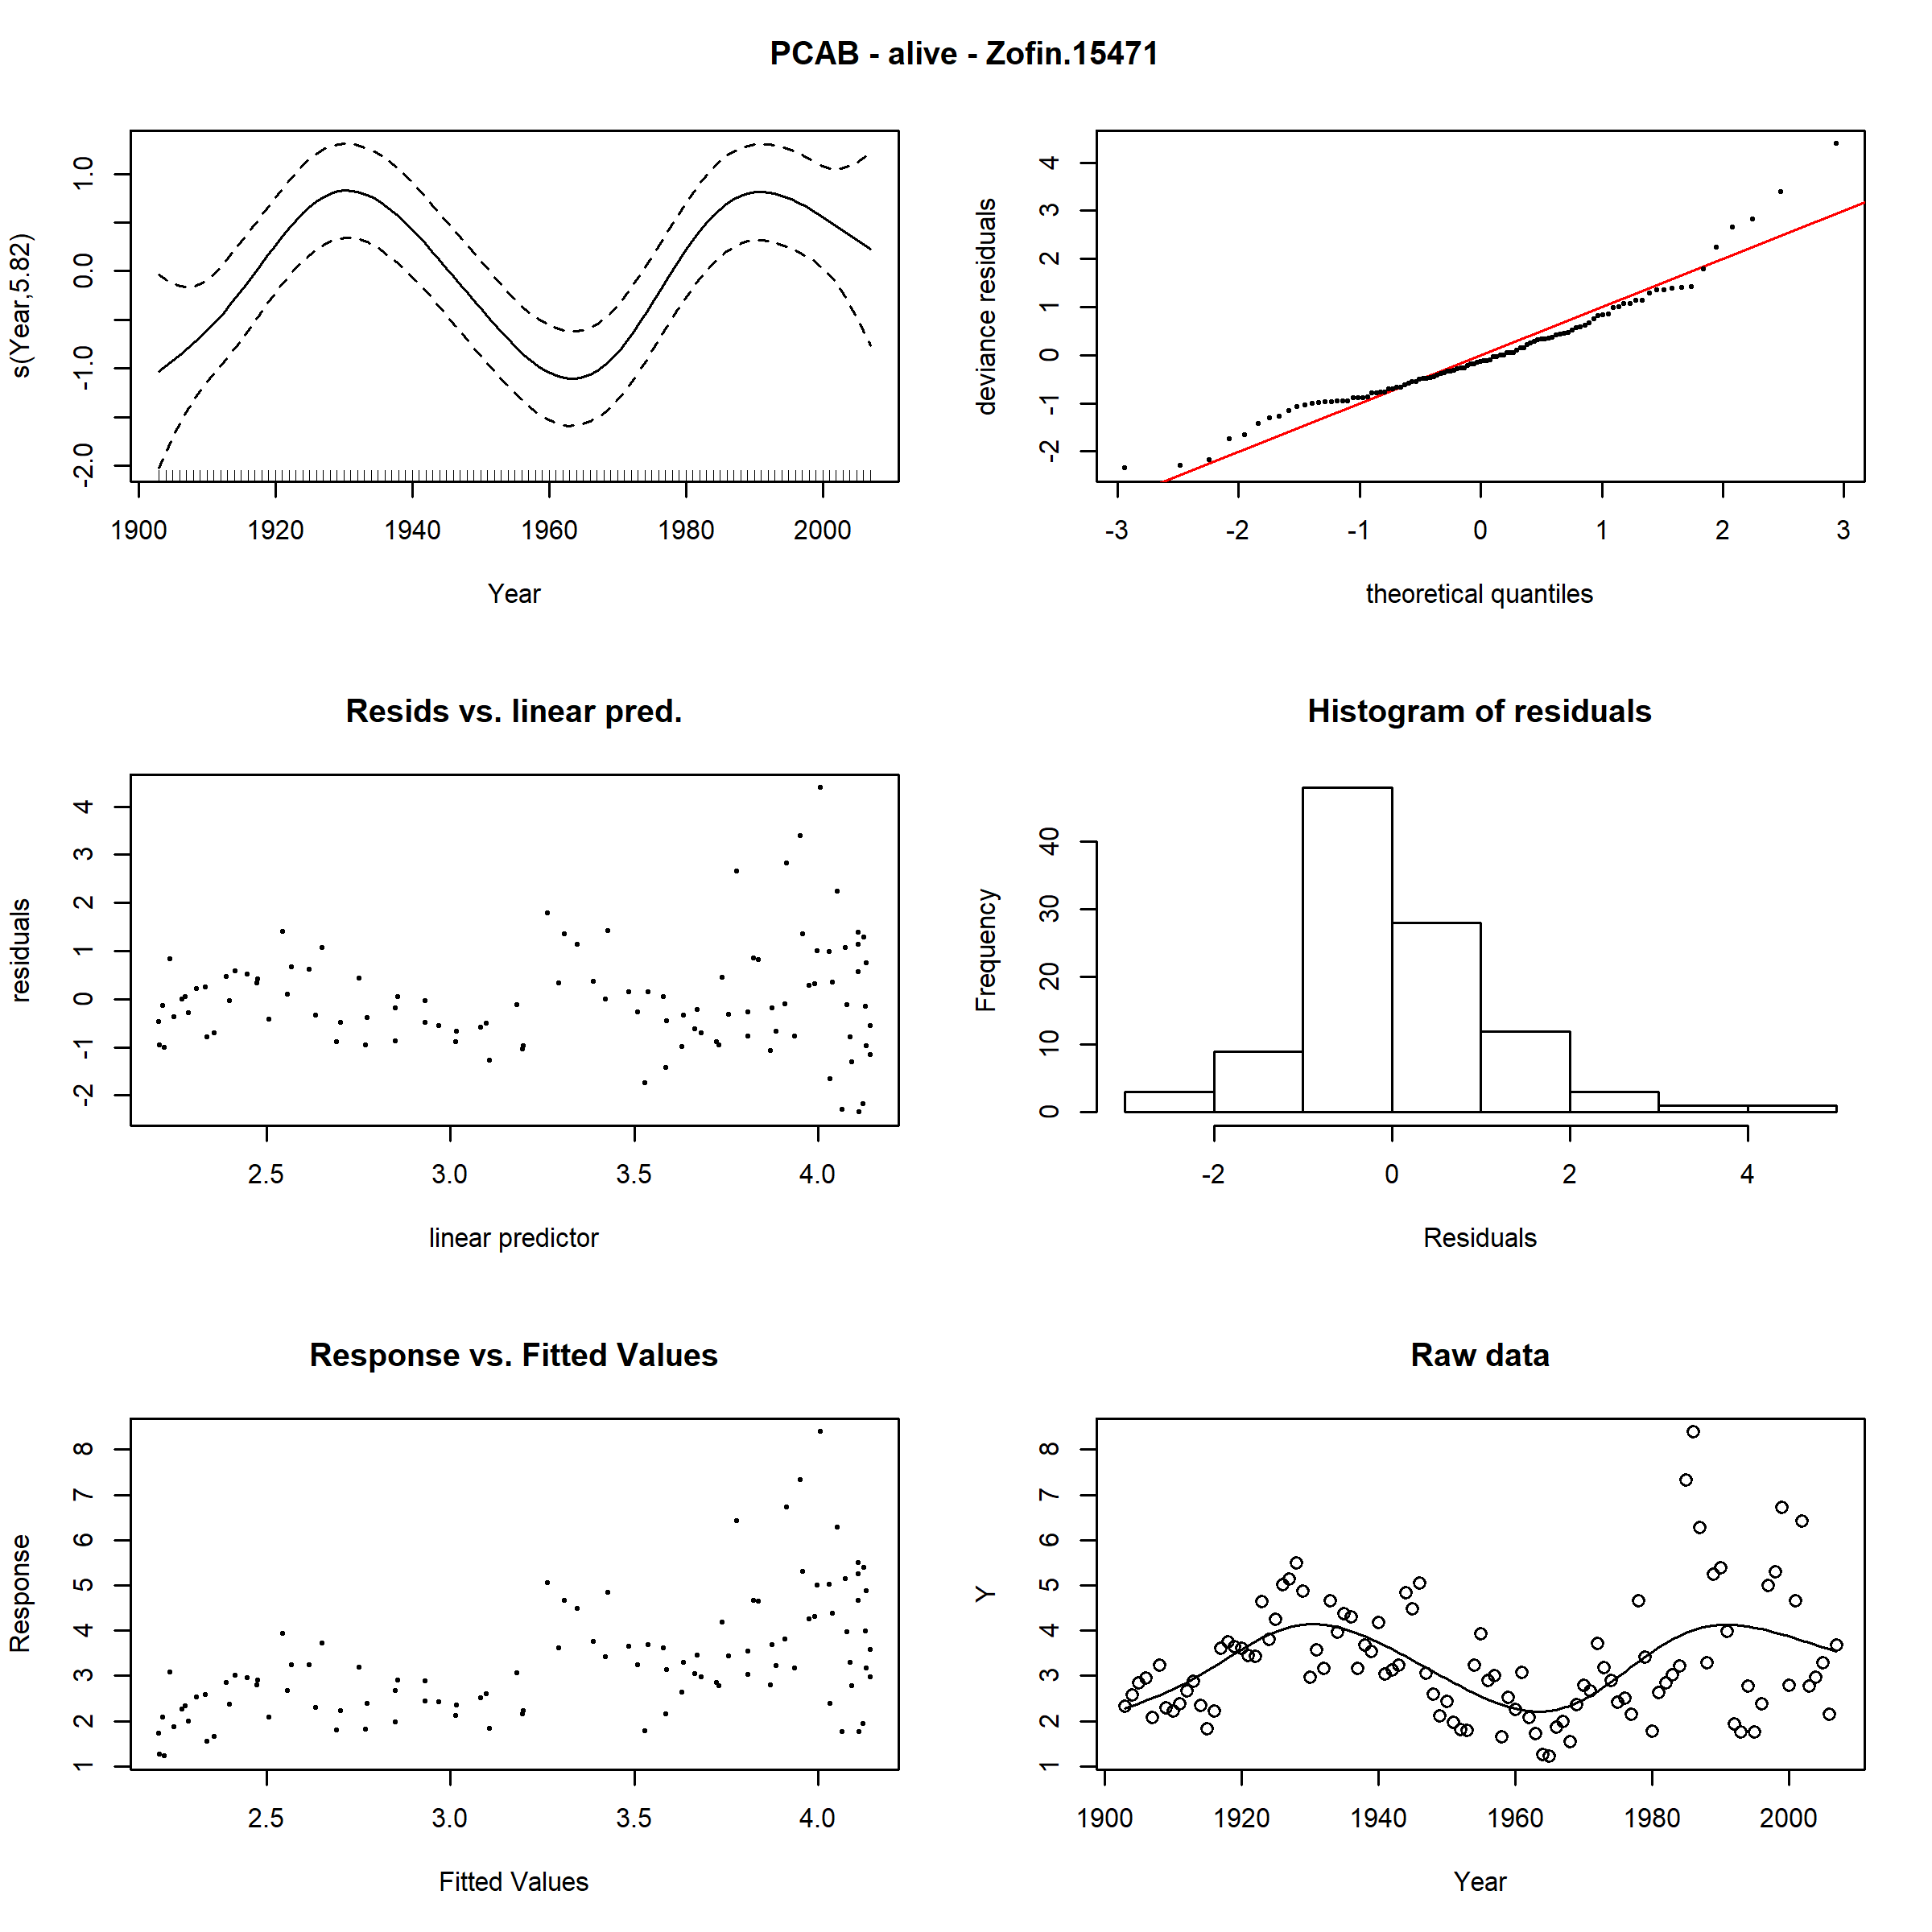 PCAB - alive - Zofin.15471
s(Year,5.82)
-2.0 -1.0 0.0 1.0
1900 1920 1940 1960 1980 2000
Year
deviance residuals
-2 -1 0 1 2 3 4
-3 -2 -1 0 1 2 3
theoretical quantiles
Resids vs. linear pred.
residuals
-2 -1 0 1 2 3 4
2.5 3.0 3.5 4.0
linear predictor
Histogram of residuals
Frequency
0 10 20 30 40
-2 0 2 4
Residuals
Response vs. Fitted Values
Response
1 2 3 4 5 6 7 8
2.5 3.0 3.5 4.0
Fitted Values
Raw data
Y
1 2 3 4 5 6 7 8
1900 1920 1940 1960 1980 2000
Year